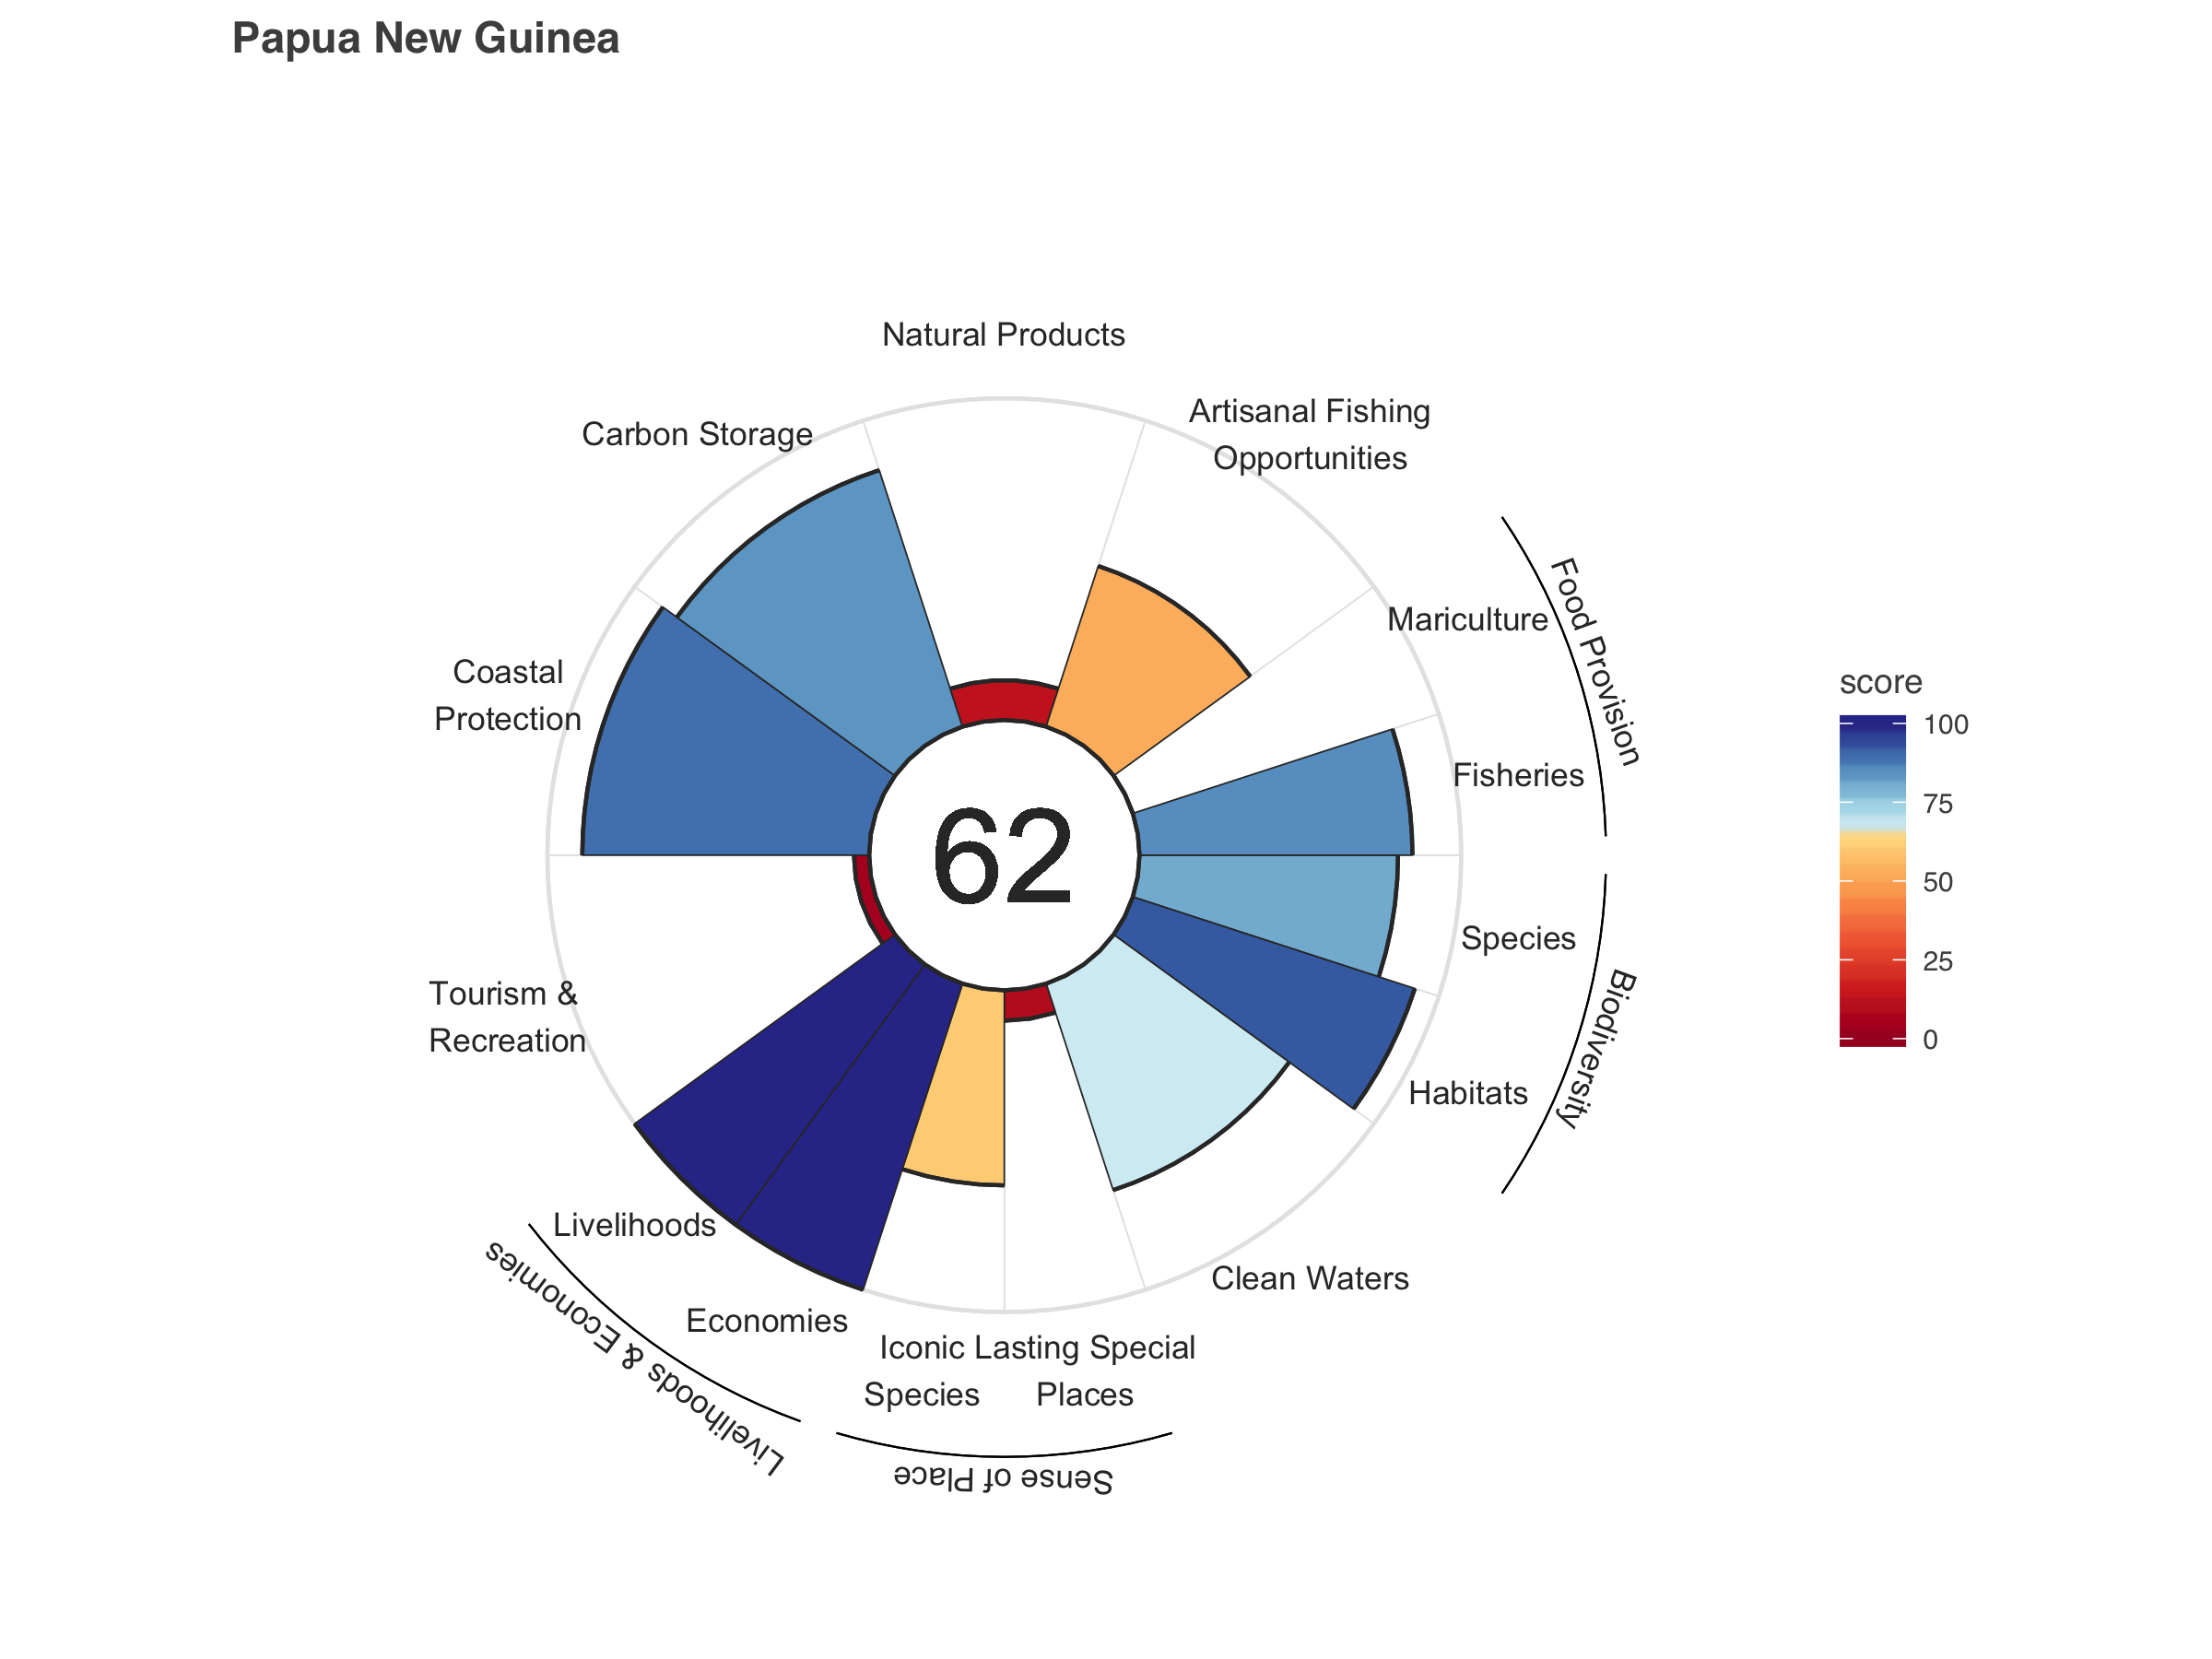 Papua New Guinea
Natural Products
Artisanal Fishing
Opportunities
Carbon Storage
Mariculture
Food Provision
Coastal
Protection
Fisheries
62
Species
Biodiversity
Tourism &
Recreation
Habitats
Livelihoods
Clean Waters
Economies
Livelihoods & Economies
Iconic
Species
Lasting Special
Places
Sense of Place
score
100
75
50
25
0